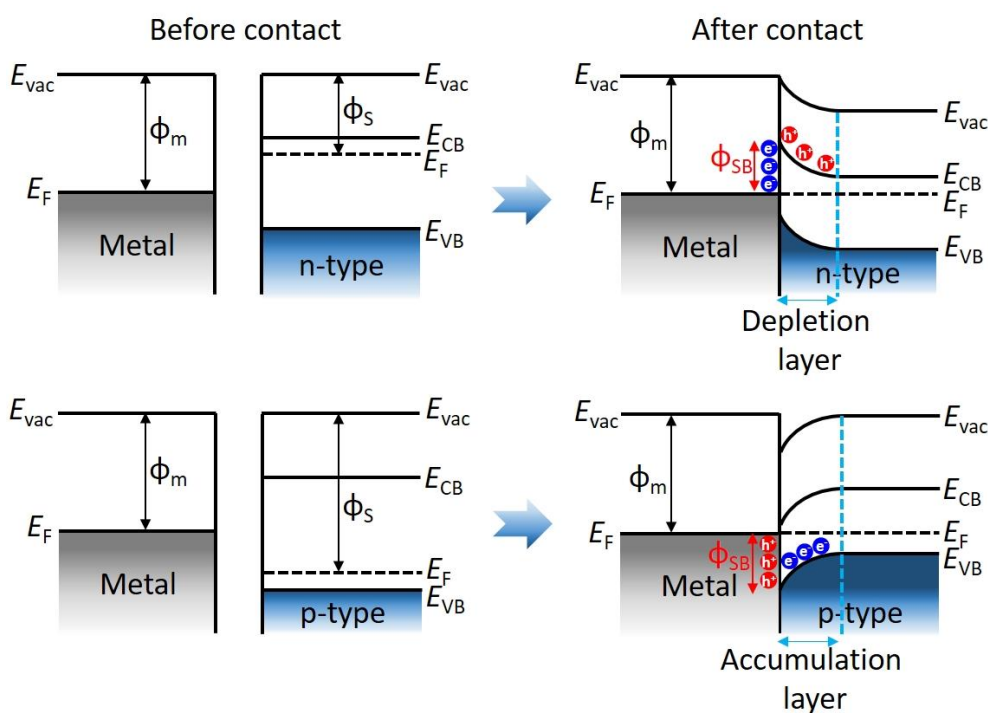 Before contact
After contact
Evac
Evac
ϕm
ϕS
ECB
EF
EF
EVB
Metal
n-type
ϕm
ϕSB
e⁻
e⁻
e⁻
h⁺
h⁺
h⁺
Evac
ECB
EF
EF
EVB
Metal
n-type
Depletion
layer
Evac
Evac
ϕm
ϕS
ECB
EF
EF
EVB
Metal
p-type
Evac
ϕm
ECB
EF
EF
EVB
ϕSB
h⁺
h⁺
h⁺
e⁻
e⁻
e⁻
Metal
p-type
Accumulation
layer